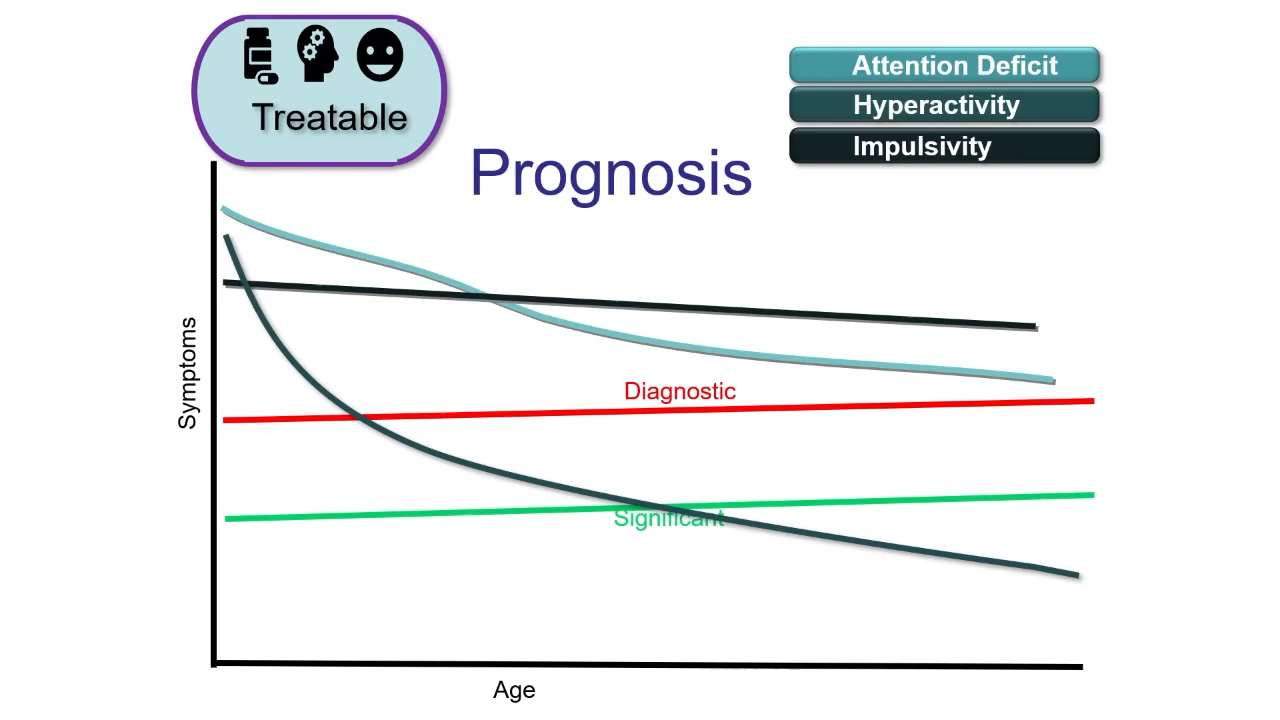 Treatable
Attention Deficit
Hyperactivity
Impulsivity
Prognosis
Symptoms
Diagnostic
Significant
Age